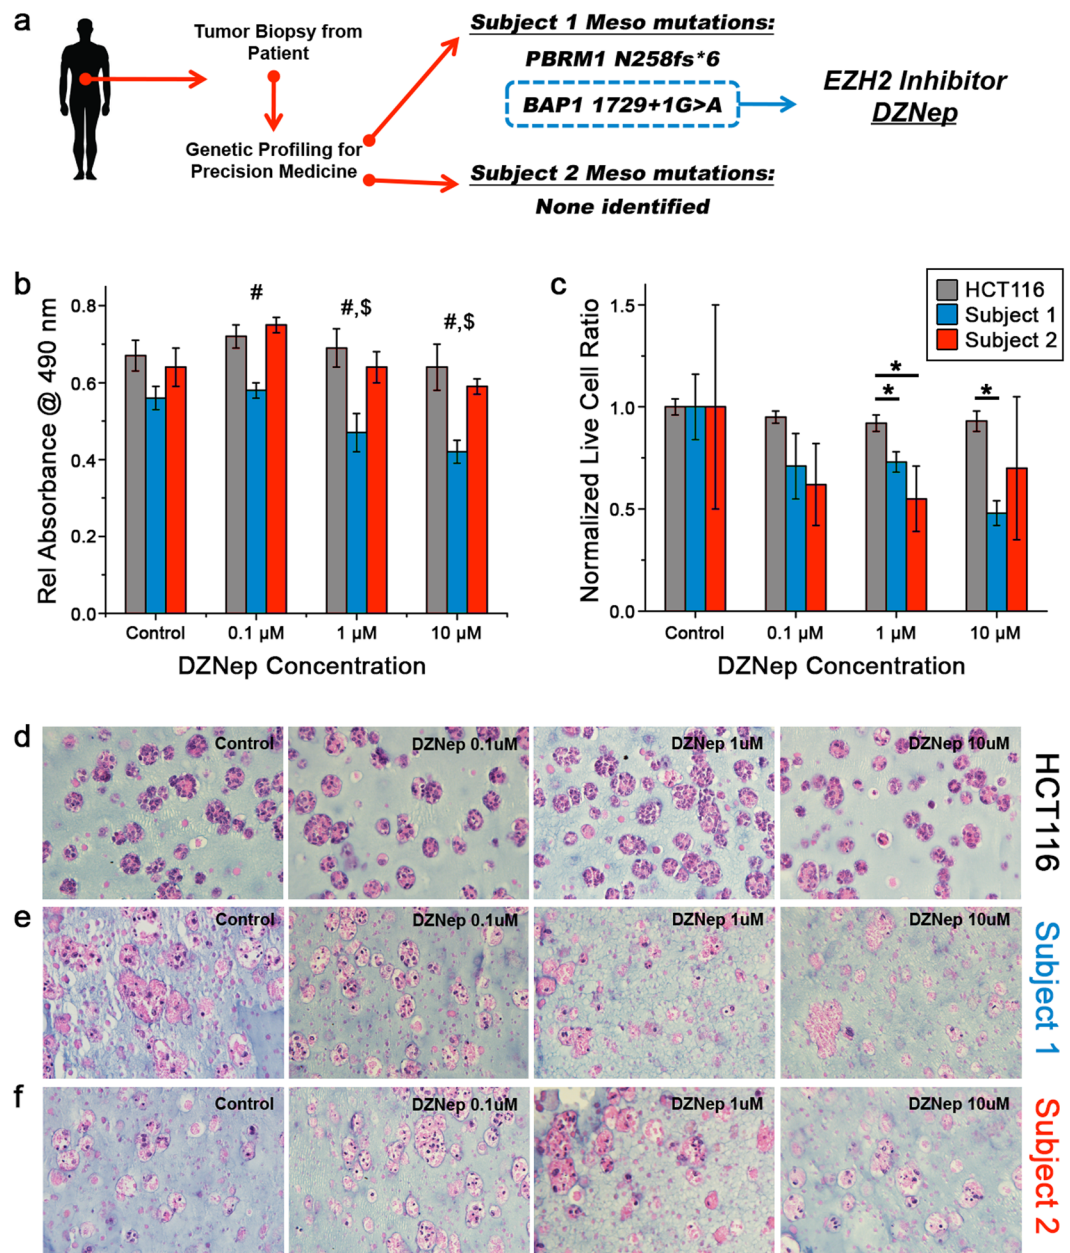 a
Tumor Biopsy from
Patient
Genetic Profiling for
Precision Medicine
Subject 1 Meso mutations:
PBRM1 N258fs*6
BAP1 1729+1G>A
EZH2 Inhibitor
DZNep
Subject 2 Meso mutations:
None identified
b
Rel Absorbance @ 490 nm
0.8
0.6
0.4
0.2
0.0
#
#,$
#,$
Control
0.1 µM
1 µM
10 µM
DZNep Concentration
c
HCT116
Subject 1
Subject 2
Normalized Live Cell Ratio
1.5
1.0
0.5
0.0
*
*
*
Control
0.1 µM
1 µM
10 µM
DZNep Concentration
d
Control
DZNep 0.1uM
DZNep 1uM
DZNep 10uM
HCT116
e
Control
DZNep 0.1uM
DZNep 1uM
DZNep 10uM
Subject 1
f
Control
DZNep 0.1uM
DZNep 1uM
DZNep 10uM
Subject 2